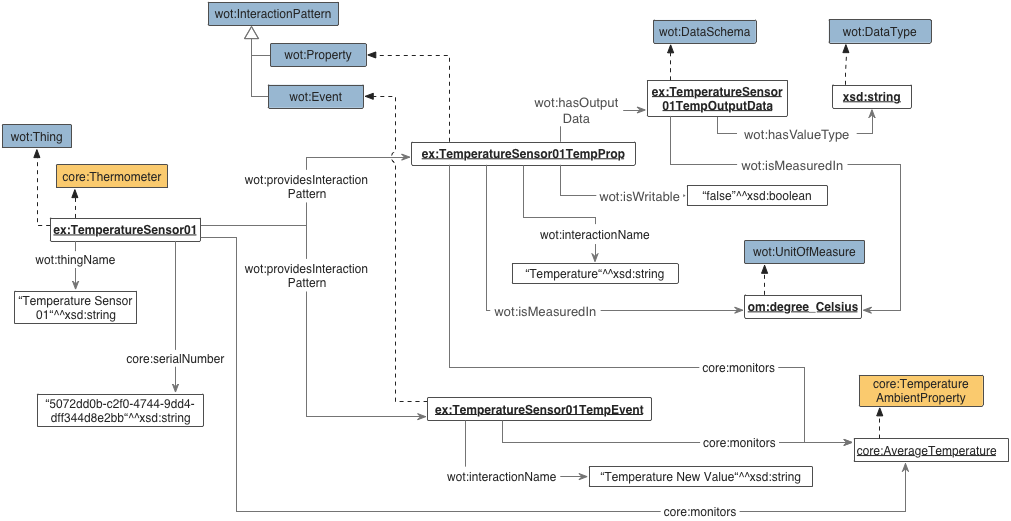 wot:InteractionPattern
wot:Property
wot:Event
wot:DataSchema
wot:DataType
ex:TemperatureSensor
01TempOutputData
xsd:string
wot:hasOutput
Data
wot:hasValueType
wot:Thing
core:Thermometer
ex:TemperatureSensor01TempProp
wot:isMeasuredIn
wot:providesInteraction
Pattern
wot:isWritable
“false”^^xsd:boolean
ex:TemperatureSensor01
wot:interactionName
wot:thingName
wot:providesInteraction
Pattern
“Temperature“^^xsd:string
wot:UnitOfMeasure
“Temperature Sensor
01“^^xsd:string
wot:isMeasuredIn
om:degree_Celsius
core:serialNumber
core:monitors
“5072dd0b-c2f0-4744-9dd4-
dff344d8e2bb“^^xsd:string
core:Temperature
AmbientProperty
ex:TemperatureSensor01TempEvent
core:monitors
core:AverageTemperature
wot:interactionName
“Temperature New Value“^^xsd:string
core:monitors